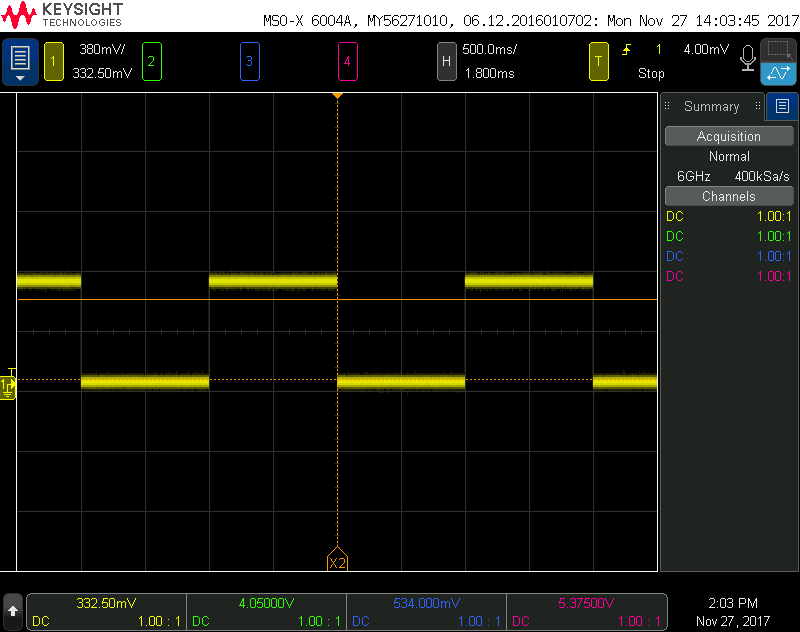 KEYSIGHT
TECHNOLOGIES
MSO-X 6004A, MY56271010, 06.12.2016010702: Mon Nov 27 14:03:45 2017
1 380mV/ 2 3 4 H 500.0ms/ T 1 4.00mV
332.50mV 1.800ms Stop
Summary
Acquisition
Normal
6GHz 400kSa/s
Channels
DC 1.00:1
DC 1.00:1
DC 1.00:1
DC 1.00:1
T
1
X2
332.50mV 4.05000V 534.000mV 5.37500V 2:03 PM
DC 1.00 : 1 DC 1.00 : 1 DC 1.00 : 1 DC 1.00 : 1 Nov 27, 2017